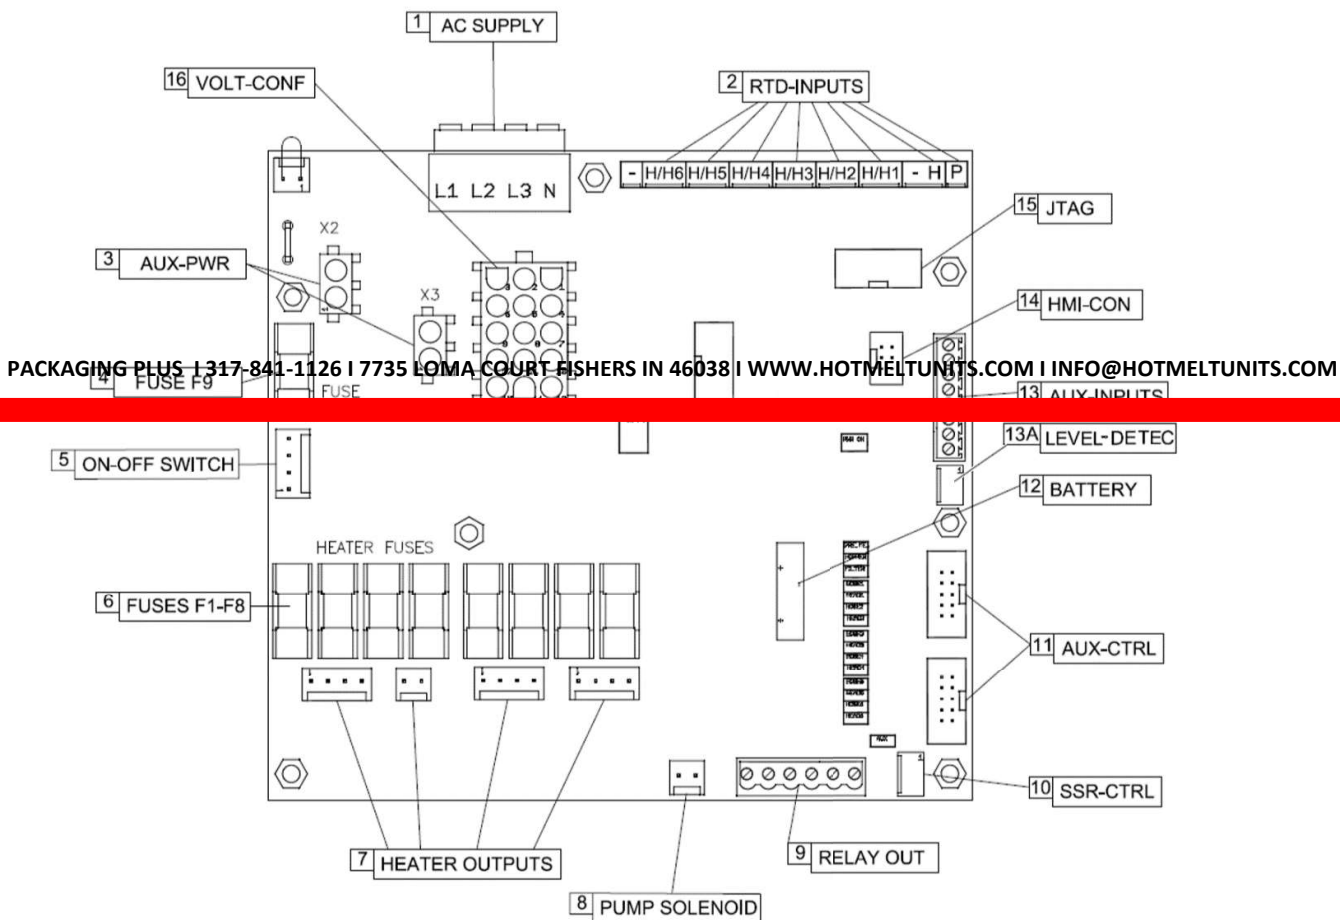 1 AC SUPPLY
16 VOLT-CONF
2 RTD-INPUTS
- H/H6 H/H5 H/H4 H/H3 H/H2 H/H1 - H P
L1 L2 L3 N
15 JTAG
X2
3 AUX-PWR
X3
14 HMI-CON
PACKAGING PLUS I 317-841-1126 I 7735 LOMA COURT FISHERS IN 46038 I WWW.HOTMELTUNITS.COM I INFO@HOTMELTUNITS.COM
4 FUSE F9
FUSE
13 AUX-INPUTS
13A LEVEL-DETEC
5 ON-OFF SWITCH
12 BATTERY
HEATER FUSES
6 FUSES F1-F8
11 AUX-CTRL
AUX
10 SSR-CTRL
7 HEATER OUTPUTS
9 RELAY OUT
8 PUMP SOLENOID